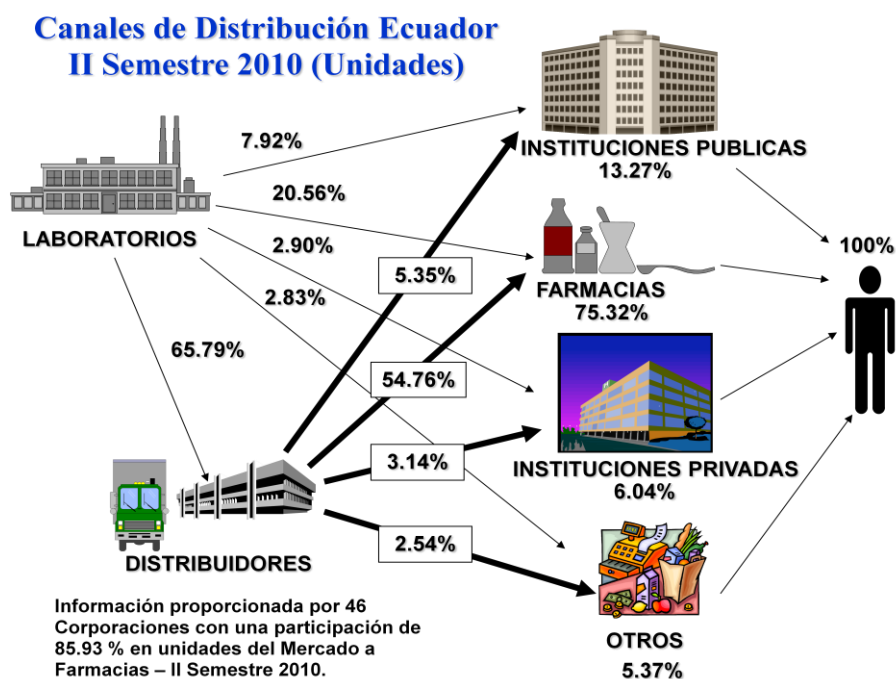 Canales de Distribución Ecuador
II Semestre 2010 (Unidades)
7.92%
INSTITUCIONES PUBLICAS
13.27%
20.56%
LABORATORIOS
2.90%
100%
5.35%
2.83%
FARMACIAS
75.32%
65.79%
54.76%
3.14%
INSTITUCIONES PRIVADAS
6.04%
2.54%
DISTRIBUIDORES
Información proporcionada por 46
Corporaciones con una participación de
85.93 % en unidades del Mercado a
Farmacias – II Semestre 2010.
OTROS
5.37%